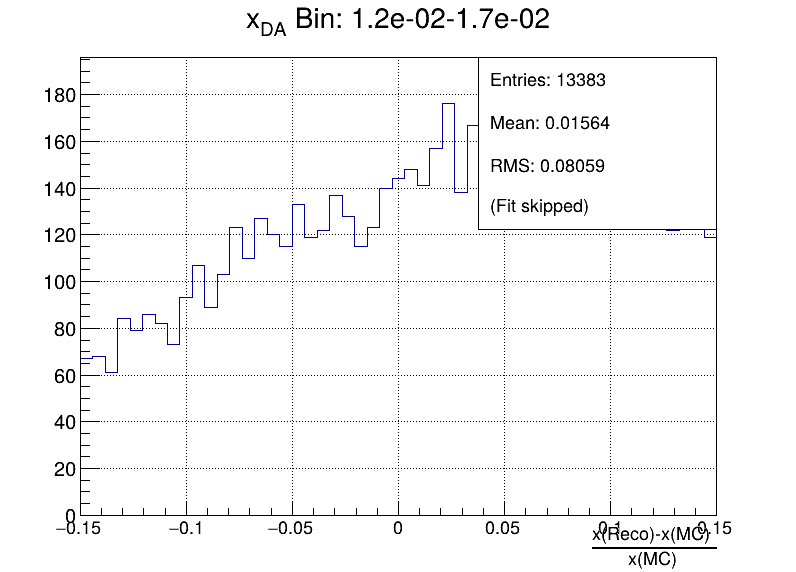 x_DA Bin: 1.2e-02-1.7e-02
Entries: 13383
Mean: 0.01564
RMS: 0.08059
(Fit skipped)
180
160
140
120
100
80
60
40
20
0
−0.15 −0.1 −0.05 0 0.05 0.1 0.15
x(Reco)-x(MC)
x(MC)